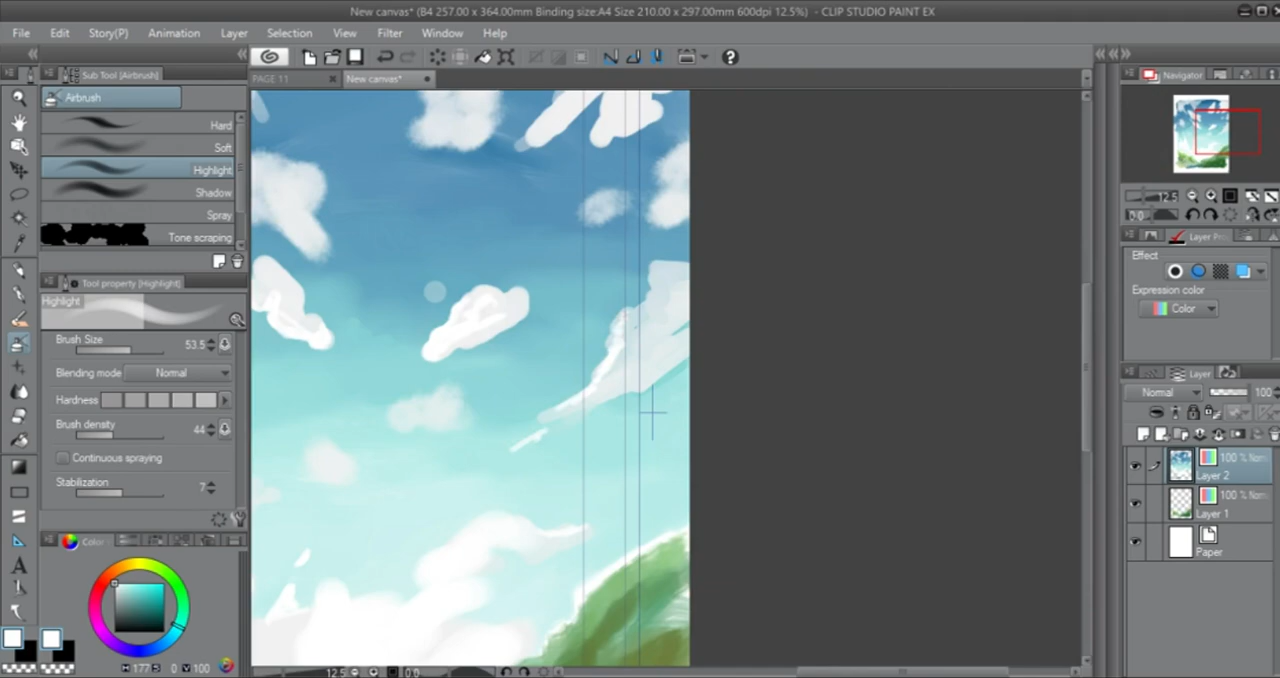 New canvas* (B4 257.00 x 364.00mm Binding size:A4 Size 210.00 x 297.00mm 600dpi 12.5%) - CLIP STUDIO PAINT EX
File Edit Story(P) Animation Layer Selection View Filter Window Help
Sub Tool [Airbrush]
PAGE 11
New canvas*
Navigator
Airbrush
Hard
Soft
Highlight
Shadow
Spray
Tone scraping
12.5
0.0
Layer Pr
Effect
Expression color
Color
Tool property [Highlight]
Highlight
Brush Size 53.5
Blending mode Normal
Hardness
Brush density 44
Continuous spraying
Stabilization 7
Layer
Normal 100
100 % Norm
Layer 2
100 % Norm
Layer 1
Paper
Color
H 177 S 0 V 100
12.5 0.0